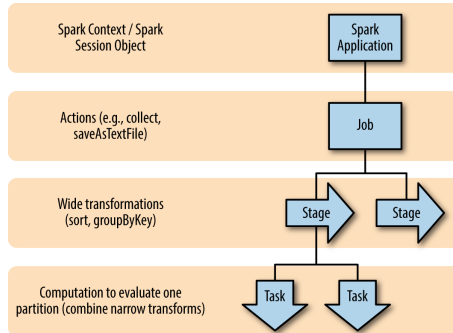 Spark Context / Spark
Session Object
Spark
Application
Actions (e.g., collect,
saveAsTextFile)
Job
Wide transformations
(sort, groupByKey)
Stage
Stage
Computation to evaluate one
partition (combine narrow transforms)
Task
Task